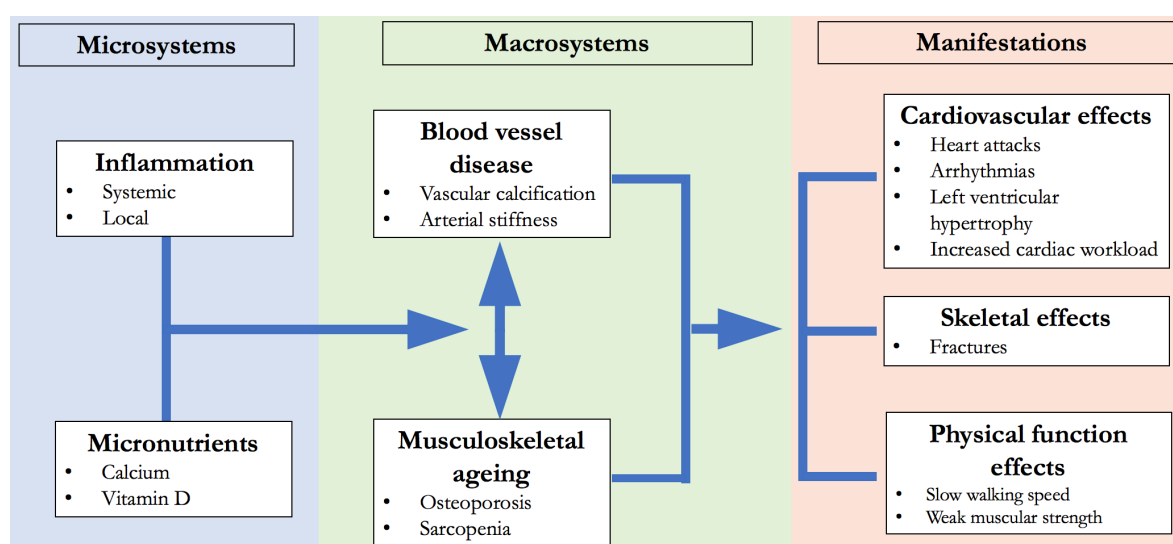 Microsystems
Inflammation
Systemic
Local
Micronutrients
Calcium
Vitamin D
Macrosystems
Blood vessel
disease
Vascular calcification
Arterial stiffness
Musculoskeletal
ageing
Osteoporosis
Sarcopenia
Manifestations
Cardiovascular effects
Heart attacks
Arrhythmias
Left ventricular
hypertrophy
Increased cardiac workload
Skeletal effects
Fractures
Physical function
effects
Slow walking speed
Weak muscular strength